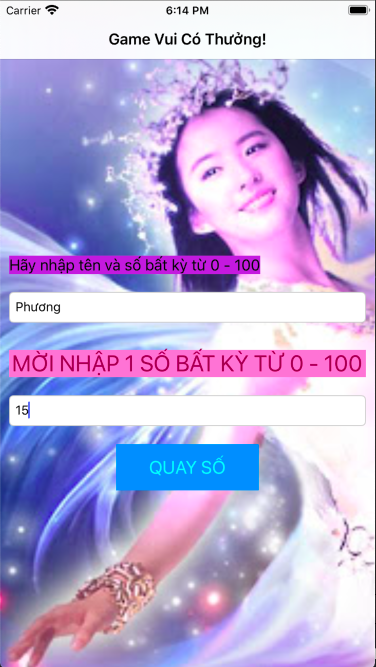 Carrier 6:14 PM
Game Vui Có Thưởng!
Hãy nhập tên và số bất kỳ từ 0 - 100
Phương
MỜI NHẬP 1 SỐ BẤT KỲ TỪ 0 - 100
15
QUAY SỐ